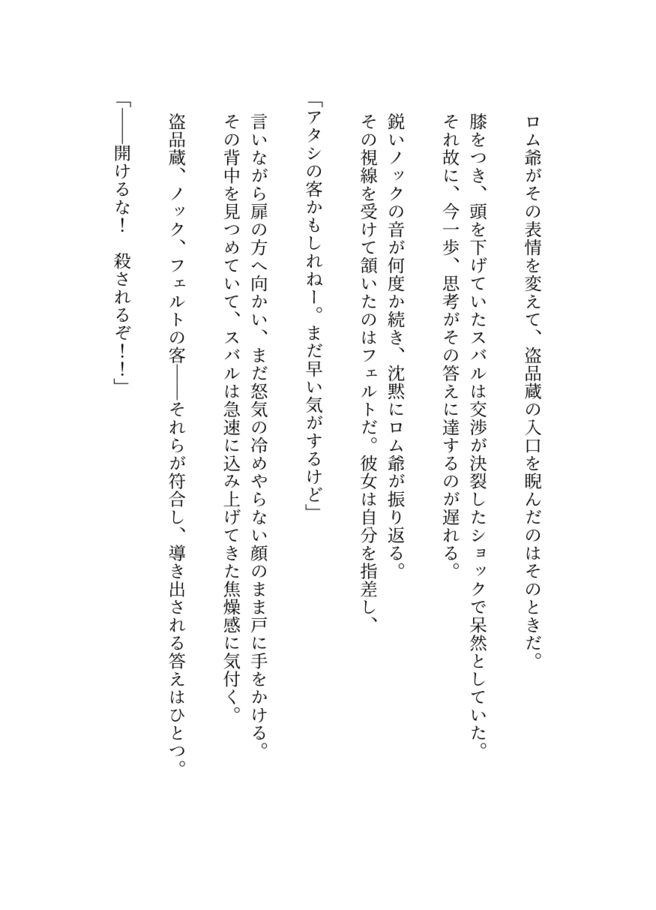 ロム爺がその表情を変えて、盗品蔵の入口を睨んだのはそのときだ。
膝をつき、頭を下げていたスバルは交渉が決裂したショックで呆然としていた。
それ故に、今一歩、思考がその答えに達するのが遅れる。
鋭いノックの音が何度か続き、沈黙にロム爺が振り返る。
その視線を受けて頷いたのはフェルトだ。彼女は自分を指差し、
「アタシの客かもしれねー。まだ早い気がするけど」
言いながら扉の方へ向かい、まだ怒気の冷めやらない顔のまま戸に手をかける。
その背中を見つめていて、スバルは急速に込み上げてきた焦燥感に気付く。
盗品蔵、ノック、フェルトの客――それらが符合し、導き出される答えはひとつ。
「――開けるな！　殺されるぞ！！」